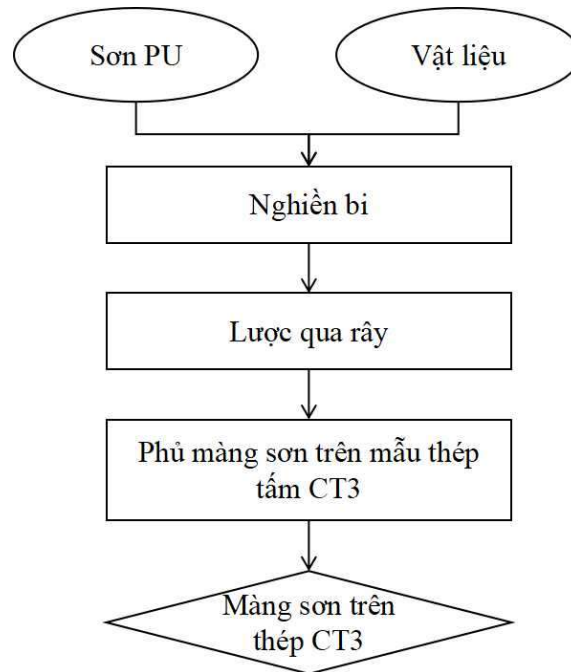 Sơn PU
Vật liệu
Nghiền bi
Lược qua rây
Phủ màng sơn trên mẫu thép
tấm CT3
Màng sơn trên
thép CT3